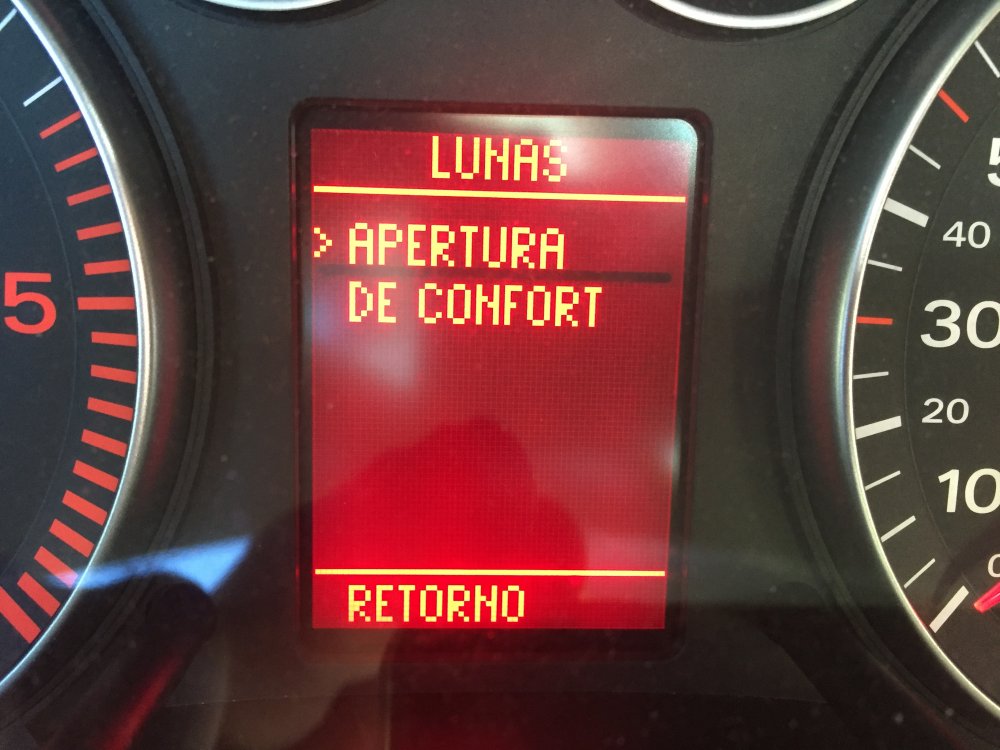 LUNAS
> APERTURA
DE CONFORT
RETORNO
5
40
30
20
10